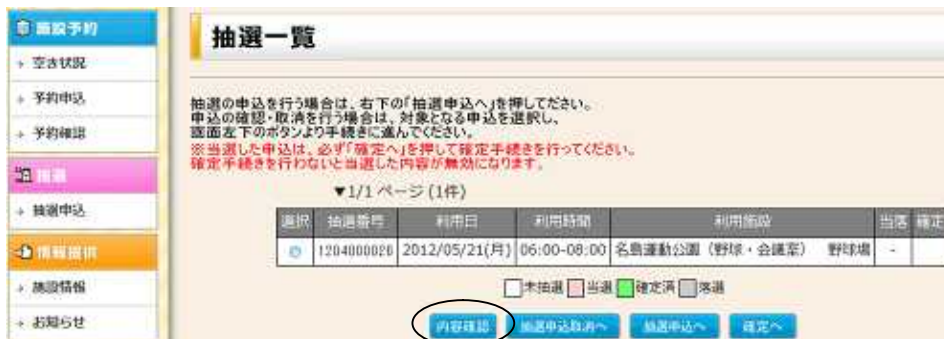 施設予約
空き状況
予約申込
予約確認
抽選
抽選申込
情報提供
施設情報
お知らせ
抽選一覧
抽選の申込を行う場合は、右下の「抽選申込へ」を押してださい。
申込の確認・取消を行う場合は、対象となる申込を選択し、
画面左下のボタンより手続きに進んでください。
※当選した申込は、必ず「確定へ」を押して確定手続きを行ってください。
確定手続きを行わないと当選した内容が無効になります。
▼1/1 ページ (1件)
選択 抽選番号 利用日 利用時間 利用施設 当落 確定
1204000028 2012/05/21(月) 06:00-08:00 名島運動公園（野球・会議室） 野球場 -
未抽選 当選 確定済 落選
内容確認 抽選申込取消へ 抽選申込へ 確定へ